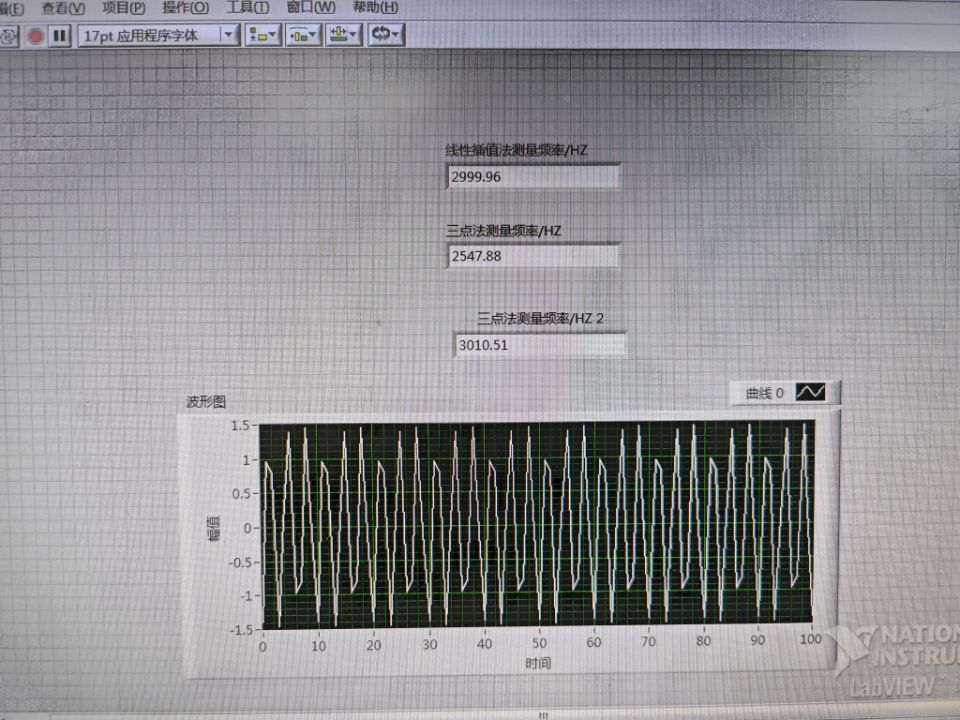 辑(E) 查看(V) 项目(P) 操作(O) 工具(T) 窗口(W) 帮助(H)
17pt 应用程序字体
线性插值法测量频率/HZ
2999.96
三点法测量频率/HZ
2547.88
三点法测量频率/HZ 2
3010.51
波形图
曲线 0
1.5
1
0.5
0
-0.5
-1
-1.5
幅值
0 10 20 30 40 50 60 70 80 90 100
时间
NATION
INSTRU
LabVIEW